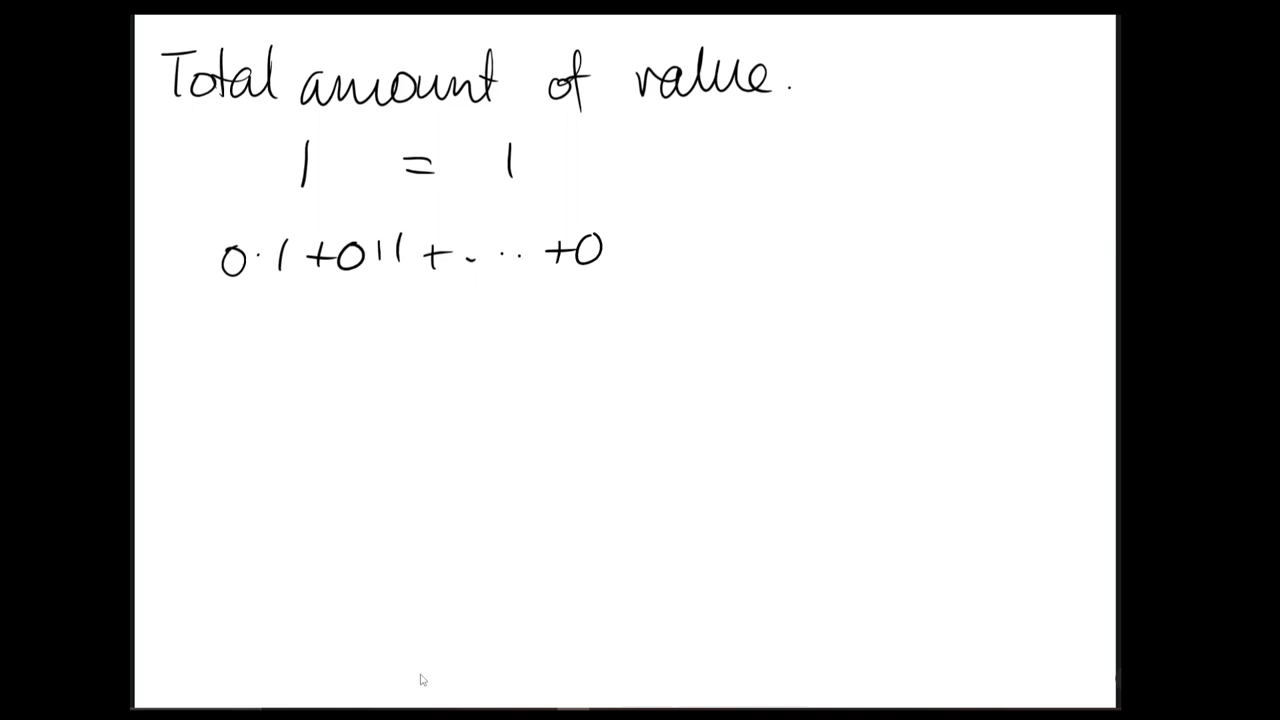 Total amount of value.
1 = 1
0.1 + 0.1 + ... + 0